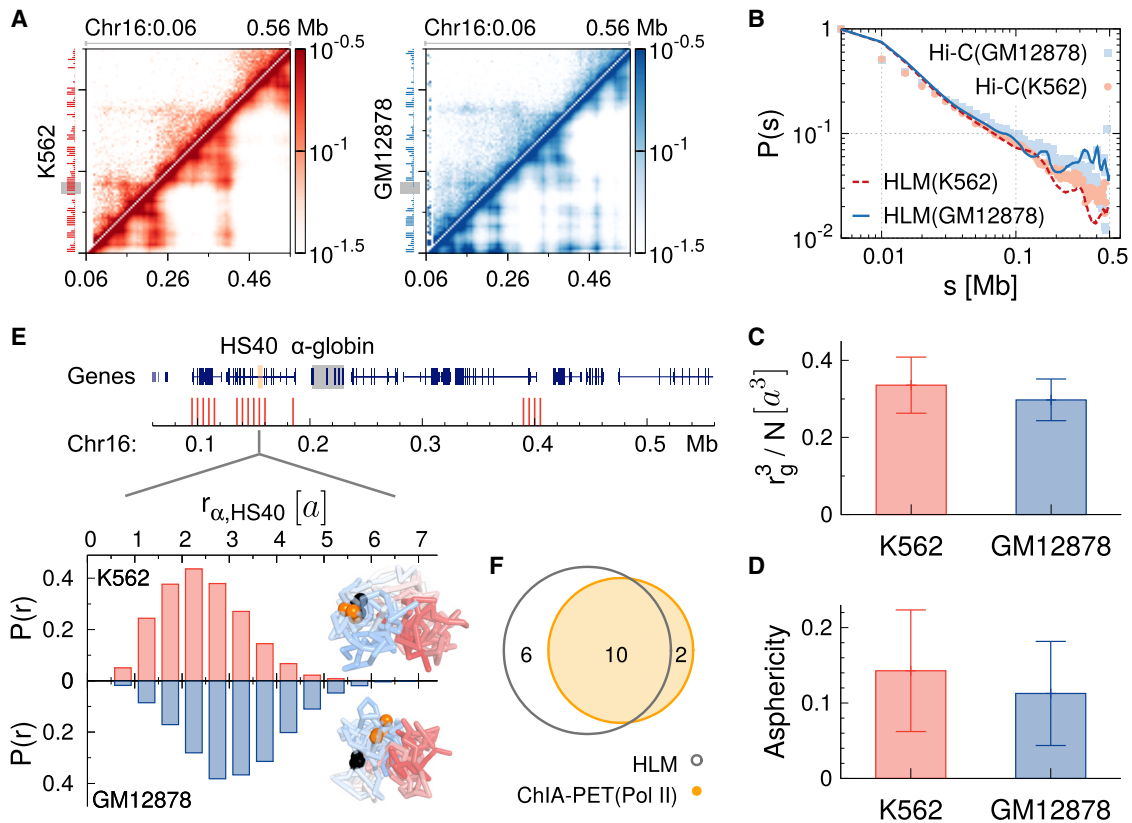 A
Chr16:0.06 0.56 Mb
K562
10^-0.5
10^-1
10^-1.5
0.06 0.26 0.46
Chr16:0.06 0.56 Mb
GM12878
10^-0.5
10^-1
10^-1.5
0.06 0.26 0.46
B
P(s)
1
10^-1
10^-2
Hi-C(GM12878)
Hi-C(K562)
HLM(K562)
HLM(GM12878)
0.01 0.1 0.5
s [Mb]
E
HS40 α-globin
Genes
Chr16: 0.1 0.2 0.3 0.4 0.5 Mb
r_α,HS40 [a]
0 1 2 3 4 5 6 7
K562
P(r)
0.4
0.2
0
P(r)
0.2
0.4
GM12878
F
6 10 2
HLM
ChIA-PET(Pol II)
C
r_g^3 / N [a^3]
0.4
0.2
0
K562 GM12878
D
Asphericity
0.2
0.1
0
K562 GM12878